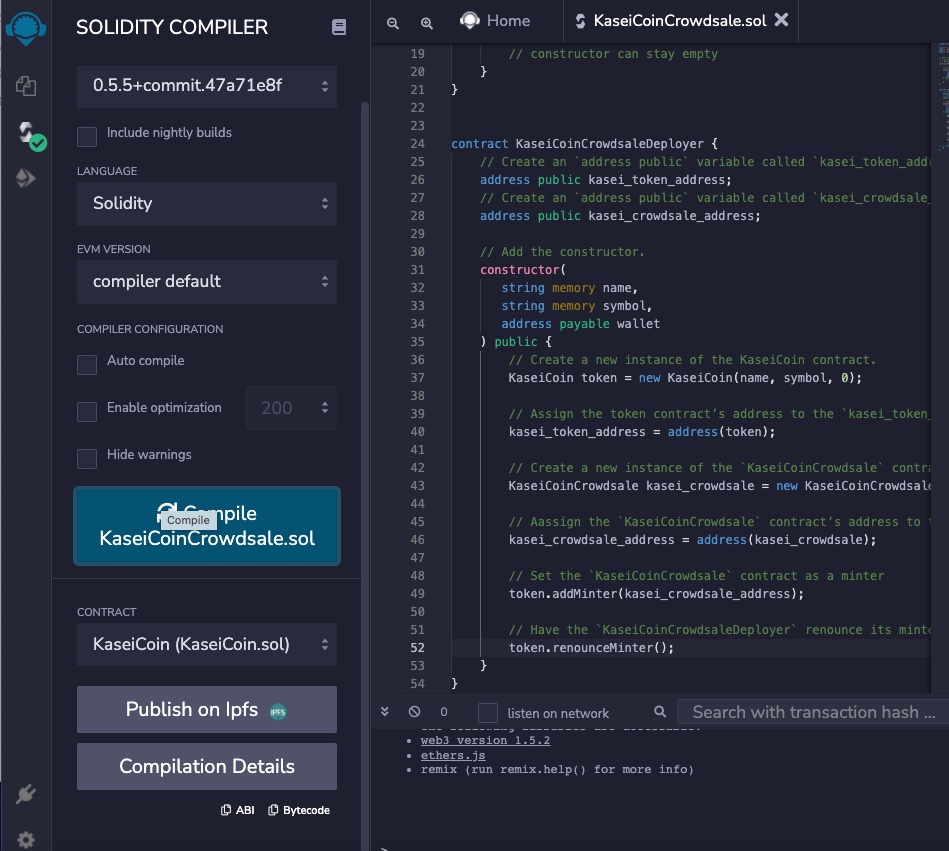 SOLIDITY COMPILER
0.5.5+commit.47a71e8f
Include nightly builds
LANGUAGE
Solidity
EVM VERSION
compiler default
COMPILER CONFIGURATION
Auto compile
Enable optimization
200
Hide warnings
Compile
Compile
KaseiCoinCrowdsale.sol
CONTRACT
KaseiCoin (KaseiCoin.sol)
Publish on Ipfs IPFS
Compilation Details
ABI Bytecode
Home KaseiCoinCrowdsale.sol
19 // constructor can stay empty
20 }
21 }
22
23
24 contract KaseiCoinCrowdsaleDeployer {
25 // Create an `address public` variable called `kasei_token_addr
26 address public kasei_token_address;
27 // Create an `address public` variable called `kasei_crowdsale_
28 address public kasei_crowdsale_address;
29
30 // Add the constructor.
31 constructor(
32 string memory name,
33 string memory symbol,
34 address payable wallet
35 ) public {
36 // Create a new instance of the KaseiCoin contract.
37 KaseiCoin token = new KaseiCoin(name, symbol, 0);
38
39 // Assign the token contract’s address to the `kasei_token_
40 kasei_token_address = address(token);
41
42 // Create a new instance of the `KaseiCoinCrowdsale` contra
43 KaseiCoinCrowdsale kasei_crowdsale = new KaseiCoinCrowdsale
44
45 // Aassign the `KaseiCoinCrowdsale` contract’s address to t
46 kasei_crowdsale_address = address(kasei_crowdsale);
47
48 // Set the `KaseiCoinCrowdsale` contract as a minter
49 token.addMinter(kasei_crowdsale_address);
50
51 // Have the `KaseiCoinCrowdsaleDeployer` renounce its minte
52 token.renounceMinter();
53 }
54 }
0 listen on network Search with transaction hash ...
web3 version 1.5.2
ethers.js
remix (run remix.help() for more info)
>